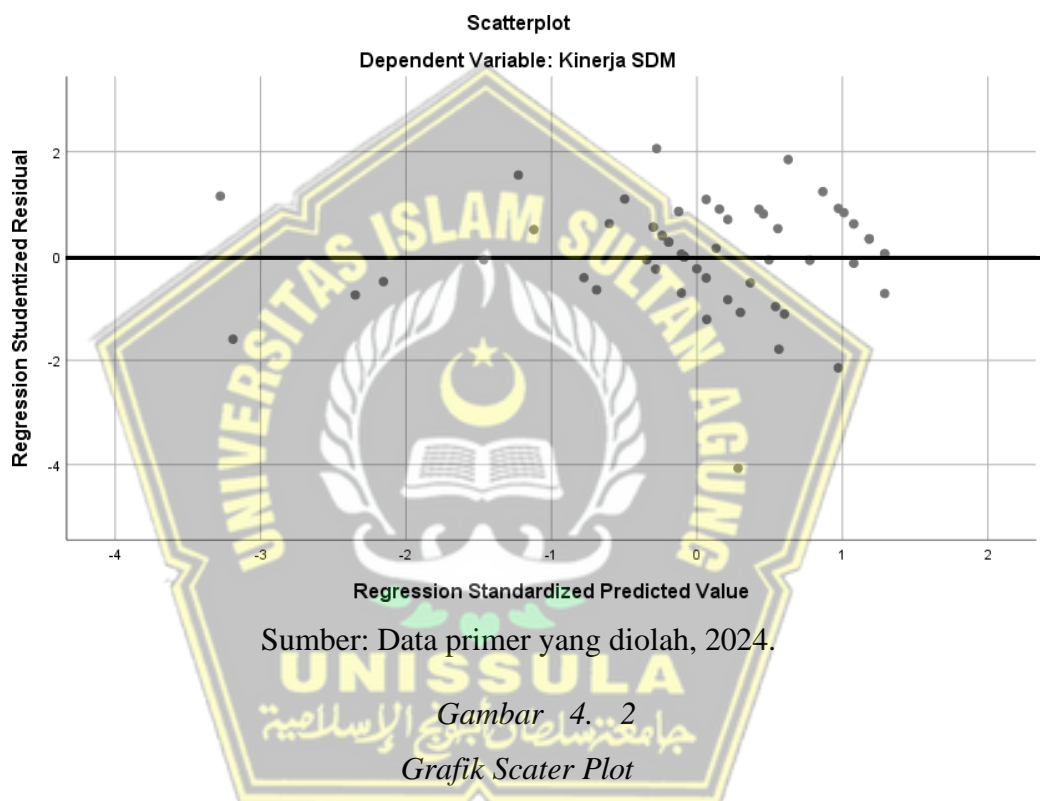 Scatterplot
Dependent Variable: Kinerja SDM
Regression Studentized Residual
2
0
-2
-4
-4
-3
-2
-1
0
1
2
Regression Standardized Predicted Value
UNIVERSITAS ISLAM SULTAN AGUNG
Sumber: Data primer yang diolah, 2024.
UNISSULA
جامعة سلطان أجونج الإسلامية
Gambar 4. 2
Grafik Scater Plot